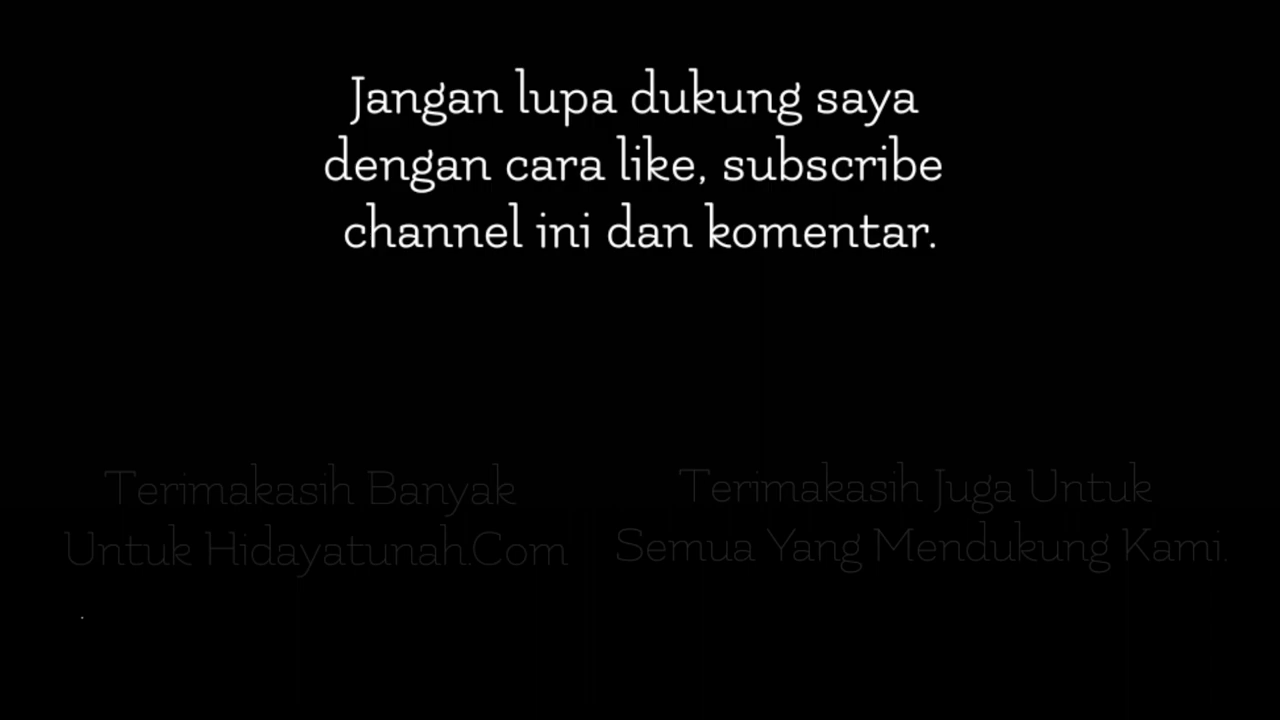 Jangan lupa dukung saya
dengan cara like, subscribe
channel ini dan komentar.
Terimakasih Banyak
Untuk Hidayatunah.Com
Terimakasih Juga Untuk
Semua Yang Mendukung Kami.